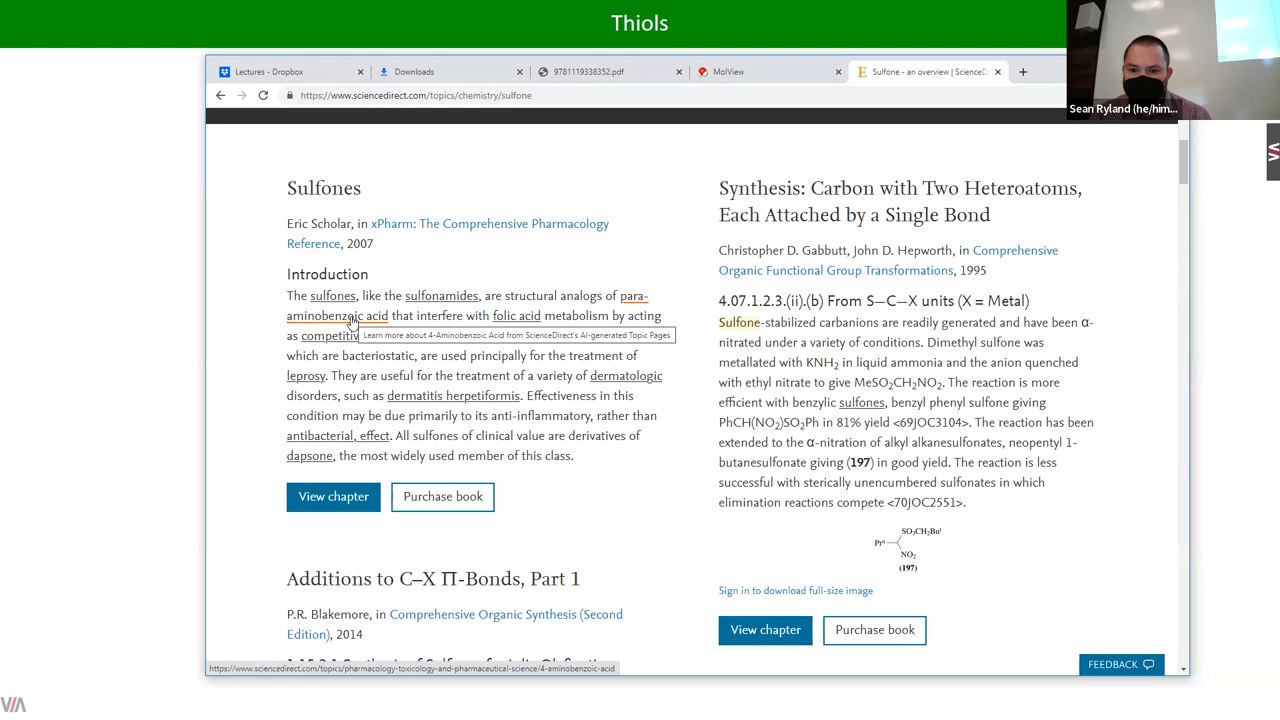 Thiols
Sean Ryland (he/him...
Lectures - Dropbox
Downloads
9781119338352.pdf
MolView
Sulfone - an overview | ScienceD
https://www.sciencedirect.com/topics/chemistry/sulfone
Sulfones
Eric Scholar, in xPharm: The Comprehensive Pharmacology
Reference, 2007
Introduction
The sulfones, like the sulfonamides, are structural analogs of para-
aminobenzoic acid that interfere with folic acid metabolism by acting
as competitiv
Learn more about 4-Aminobenzoic Acid from ScienceDirect's AI-generated Topic Pages
which are bacteriostatic, are used principally for the treatment of
leprosy. They are useful for the treatment of a variety of dermatologic
disorders, such as dermatitis herpetiformis. Effectiveness in this
condition may be due primarily to its anti-inflammatory, rather than
antibacterial, effect. All sulfones of clinical value are derivatives of
dapsone, the most widely used member of this class.
View chapter
Purchase book
Additions to C–X Π-Bonds, Part 1
P.R. Blakemore, in Comprehensive Organic Synthesis (Second
Edition), 2014
https://www.sciencedirect.com/topics/pharmacology-toxicology-and-pharmaceutical-science/4-aminobenzoic-acid
Synthesis: Carbon with Two Heteroatoms,
Each Attached by a Single Bond
Christopher D. Gabbutt, John D. Hepworth, in Comprehensive
Organic Functional Group Transformations, 1995
4.07.1.2.3.(ii).(b) From S—C—X units (X = Metal)
Sulfone-stabilized carbanions are readily generated and have been α-
nitrated under a variety of conditions. Dimethyl sulfone was
metallated with KNH2 in liquid ammonia and the anion quenched
with ethyl nitrate to give MeSO2CH2NO2. The reaction is more
efficient with benzylic sulfones, benzyl phenyl sulfone giving
PhCH(NO2)SO2Ph in 81% yield <69JOC3104>. The reaction has been
extended to the α-nitration of alkyl alkanesulfonates, neopentyl 1-
butanesulfonate giving (197) in good yield. The reaction is less
successful with sterically unencumbered sulfonates in which
elimination reactions compete <70JOC2551>.
SO3CH2But
Prn
NO2
(197)
Sign in to download full-size image
View chapter
Purchase book
FEEDBACK
VIA